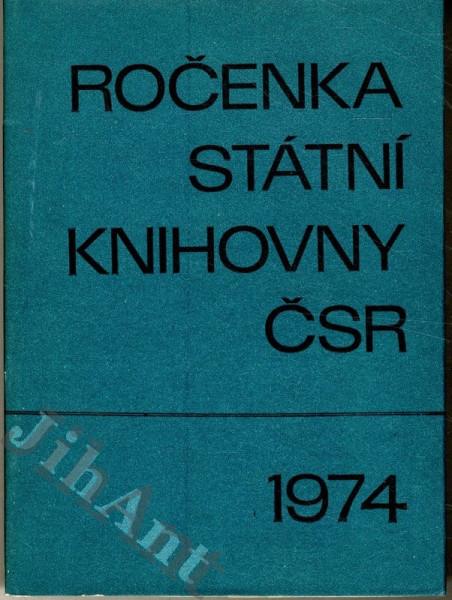 ROČENKA
STÁTNÍ
KNIHOVNY
ČSR
1974
JihAnt